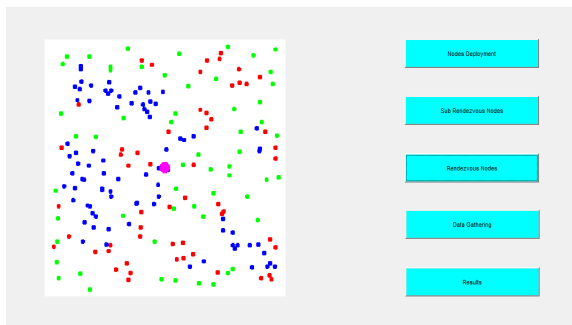 Nodes Deployment
Sub Rendezvous Nodes
Rendezvous Nodes
Data Gathering
Results